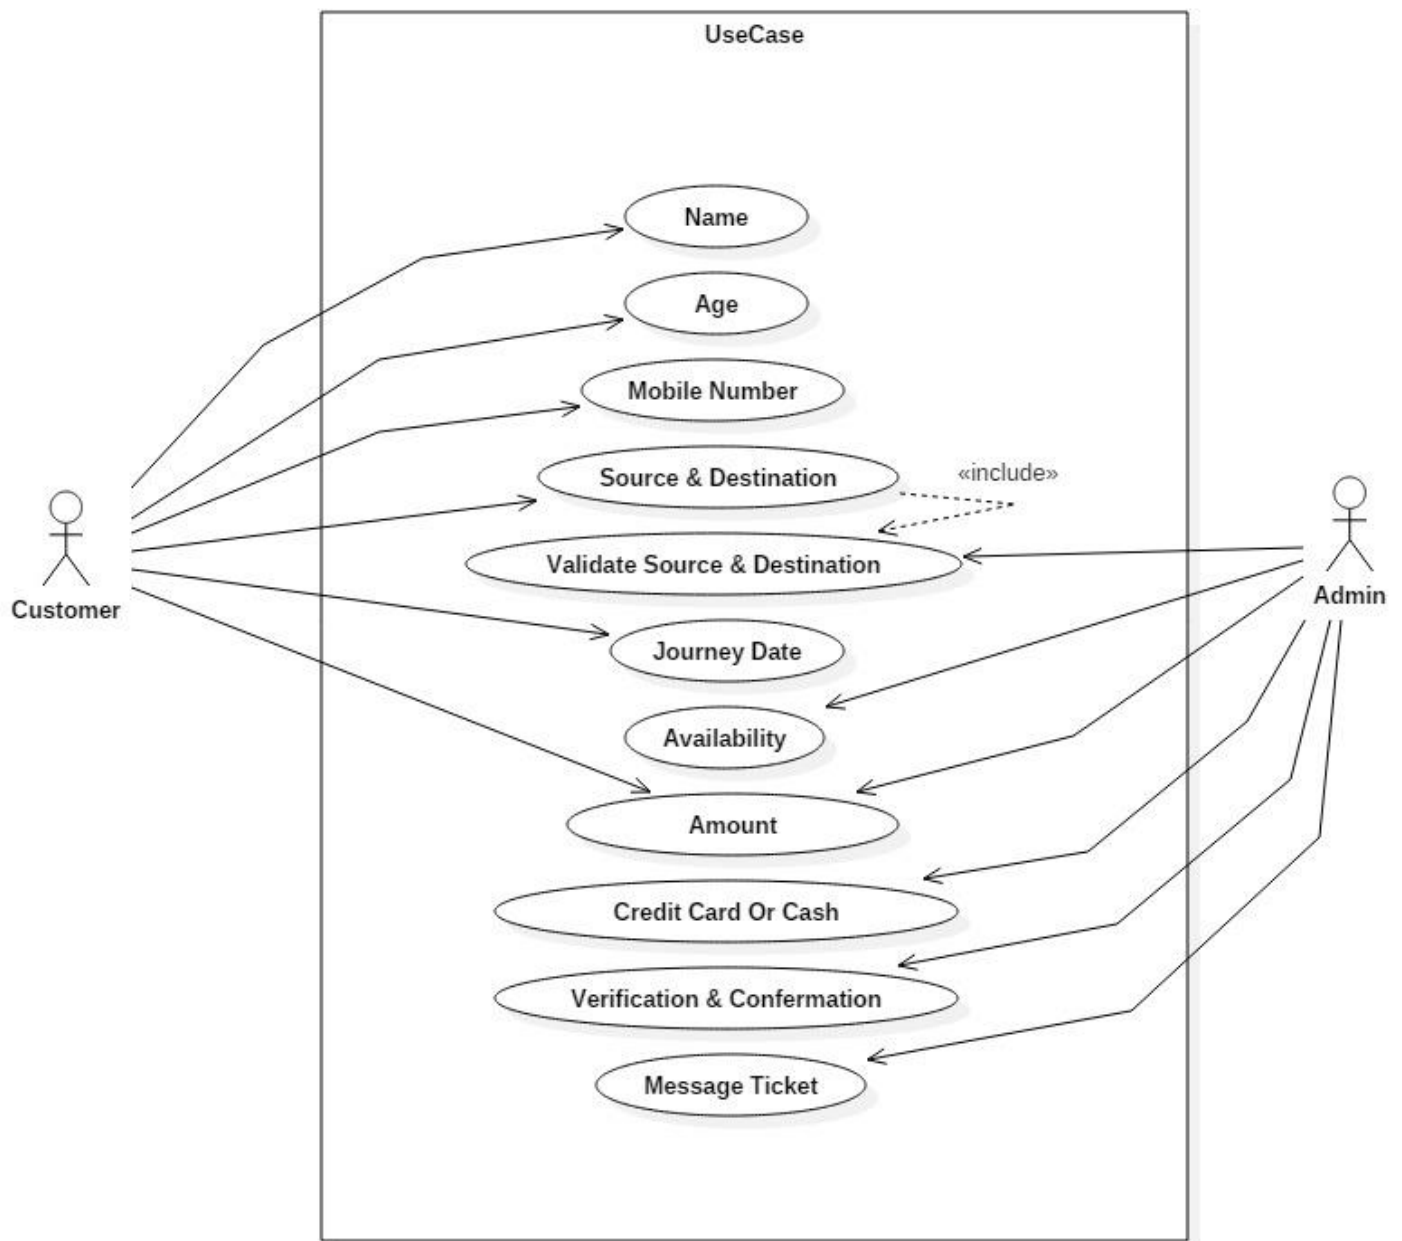 UseCase
Name
Age
Mobile Number
Source & Destination
«include»
Validate Source & Destination
Customer
Admin
Journey Date
Availability
Amount
Credit Card Or Cash
Verification & Confermation
Message Ticket